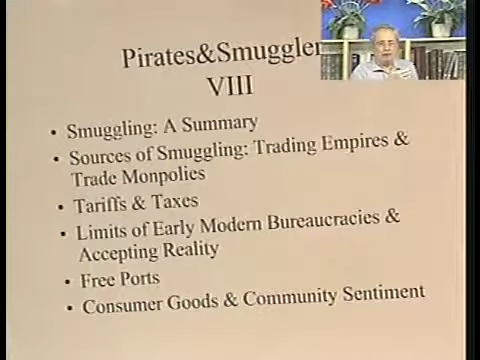 Pirates&Smuggler
VIII
• Smuggling: A Summary
• Sources of Smuggling: Trading Empires &
Trade Monpolies
• Tariffs & Taxes
• Limits of Early Modern Bureaucracies &
Accepting Reality
• Free Ports
• Consumer Goods & Community Sentiment